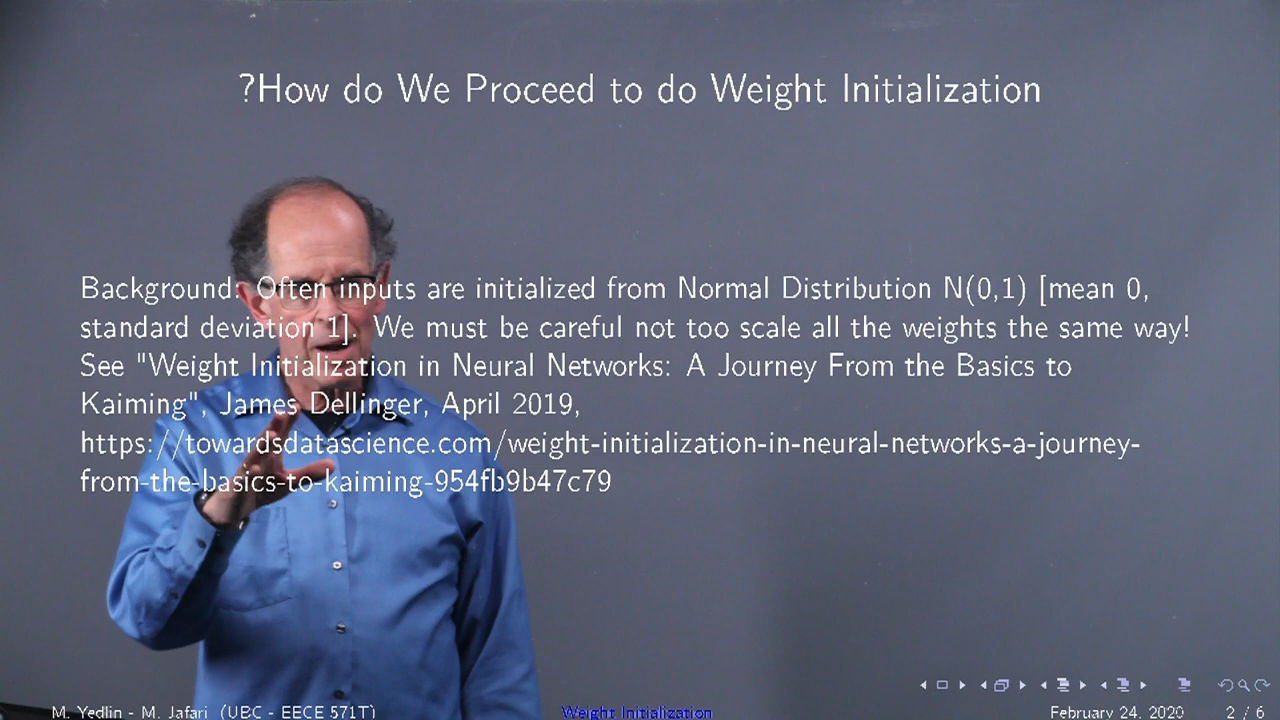 ?How do We Proceed to do Weight Initialization
Background: Often inputs are initialized from Normal Distribution N(0,1) [mean 0,
standard deviation 1]. We must be careful not too scale all the weights the same way!
See "Weight Initialization in Neural Networks: A Journey From the Basics to
Kaiming", James Dellinger, April 2019,
https://towardsdatascience.com/weight-initialization-in-neural-networks-a-journey-
from-the-basics-to-kaiming-954fb9b47c79
M. Yedlin - M. Jafari (UBC - EECE 571T) Weight Initialization February 24, 2020 2 / 6